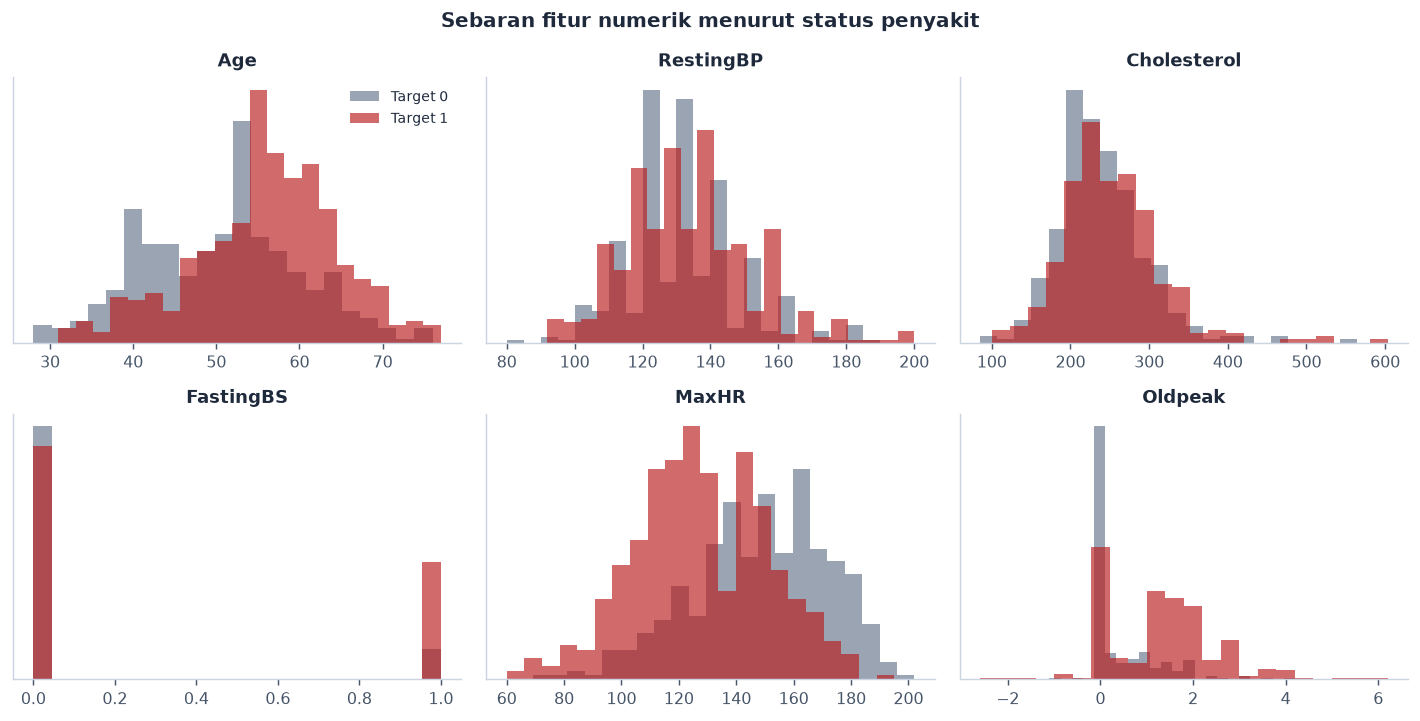 Sebaran fitur numerik menurut status penyakit
Age
RestingBP
Cholesterol
Target 0
Target 1
30 40 50 60 70
80 100 120 140 160 180 200
100 200 300 400 500 600
FastingBS
MaxHR
Oldpeak
0.0 0.2 0.4 0.6 0.8 1.0
60 80 100 120 140 160 180 200
−2 0 2 4 6